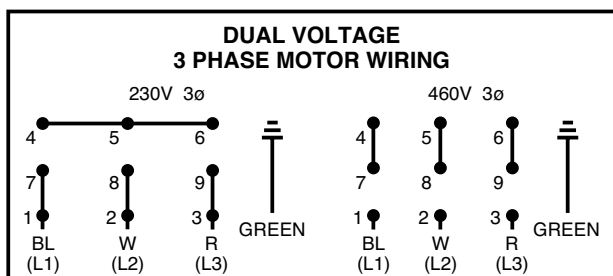 DUAL VOLTAGE
3 PHASE MOTOR WIRING
230V 3ø 460V 3ø
4 5 6 4 5 6
7 8 9 7 8 9
1 2 3 GREEN 1 2 3 GREEN
BL W R BL W R
(L1) (L2) (L3) (L1) (L2) (L3)